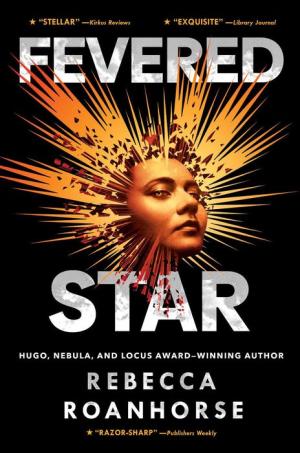 ★ "STELLAR" —Kirkus Reviews ★ "EXQUISITE" —Library Journal
FEVERED
STAR
HUGO, NEBULA, AND LOCUS AWARD–WINNING AUTHOR
REBECCA
ROANHORSE
★ "RAZOR-SHARP" —Publishers Weekly